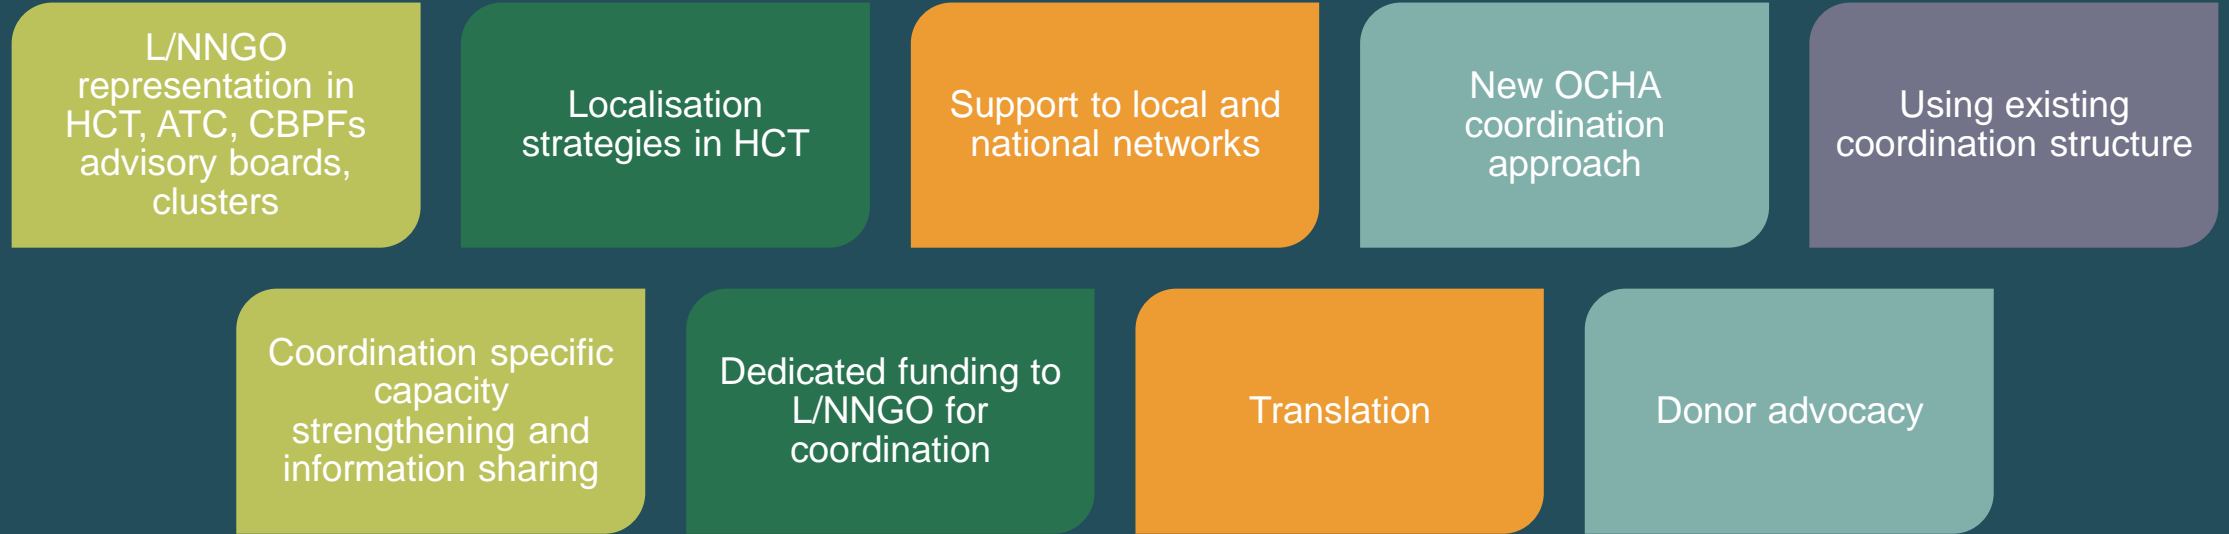 L/NNGO
representation in
HCT, ATC, CBPFs
advisory boards,
clusters
Localisation
strategies in HCT
Support to local and
national networks
New OCHA
coordination
approach
Using existing
coordination structure
Coordination specific
capacity
strengthening and
information sharing
Dedicated funding to
L/NNGO for
coordination
Translation
Donor advocacy